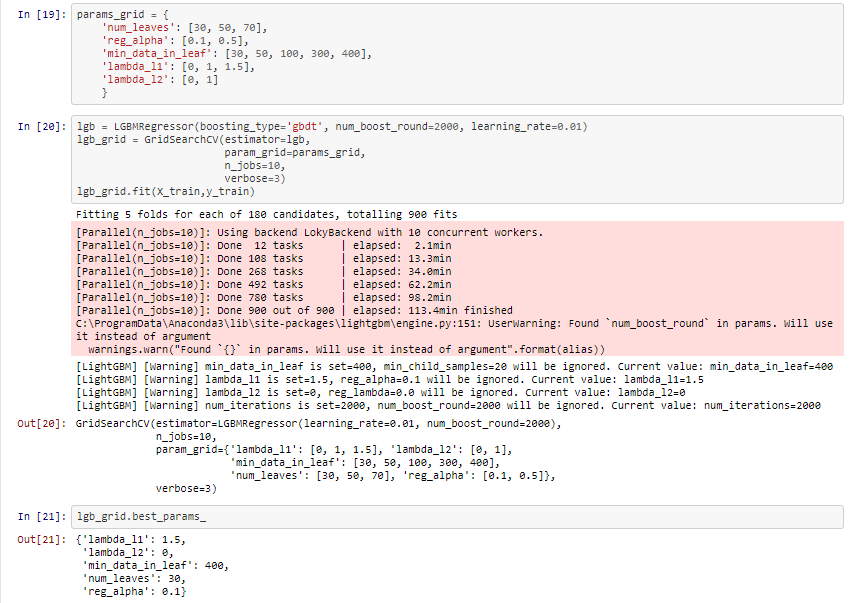 In [19]: params_grid = {
'num_leaves': [30, 50, 70],
'reg_alpha': [0.1, 0.5],
'min_data_in_leaf': [30, 50, 100, 300, 400],
'lambda_l1': [0, 1, 1.5],
'lambda_l2': [0, 1]
}
In [20]: lgb = LGBMRegressor(boosting_type='gbdt', num_boost_round=2000, learning_rate=0.01)
lgb_grid = GridSearchCV(estimator=lgb,
param_grid=params_grid,
n_jobs=10,
verbose=3)
lgb_grid.fit(X_train,y_train)
Fitting 5 folds for each of 180 candidates, totalling 900 fits
[Parallel(n_jobs=10)]: Using backend LokyBackend with 10 concurrent workers.
[Parallel(n_jobs=10)]: Done  12 tasks      | elapsed:  2.1min
[Parallel(n_jobs=10)]: Done 108 tasks      | elapsed: 13.3min
[Parallel(n_jobs=10)]: Done 268 tasks      | elapsed: 34.0min
[Parallel(n_jobs=10)]: Done 492 tasks      | elapsed: 62.2min
[Parallel(n_jobs=10)]: Done 780 tasks      | elapsed: 98.2min
[Parallel(n_jobs=10)]: Done 900 out of 900 | elapsed: 113.4min finished
C:\ProgramData\Anaconda3\lib\site-packages\lightgbm\engine.py:151: UserWarning: Found `num_boost_round` in params. Will use
it instead of argument
warnings.warn("Found `{}` in params. Will use it instead of argument".format(alias))
[LightGBM] [Warning] min_data_in_leaf is set=400, min_child_samples=20 will be ignored. Current value: min_data_in_leaf=400
[LightGBM] [Warning] lambda_l1 is set=1.5, reg_alpha=0.1 will be ignored. Current value: lambda_l1=1.5
[LightGBM] [Warning] lambda_l2 is set=0, reg_lambda=0.0 will be ignored. Current value: lambda_l2=0
[LightGBM] [Warning] num_iterations is set=2000, num_boost_round=2000 will be ignored. Current value: num_iterations=2000
Out[20]: GridSearchCV(estimator=LGBMRegressor(learning_rate=0.01, num_boost_round=2000),
n_jobs=10,
param_grid={'lambda_l1': [0, 1, 1.5], 'lambda_l2': [0, 1],
'min_data_in_leaf': [30, 50, 100, 300, 400],
'num_leaves': [30, 50, 70], 'reg_alpha': [0.1, 0.5]},
verbose=3)
In [21]: lgb_grid.best_params_
Out[21]: {'lambda_l1': 1.5,
'lambda_l2': 0,
'min_data_in_leaf': 400,
'num_leaves': 30,
'reg_alpha': 0.1}